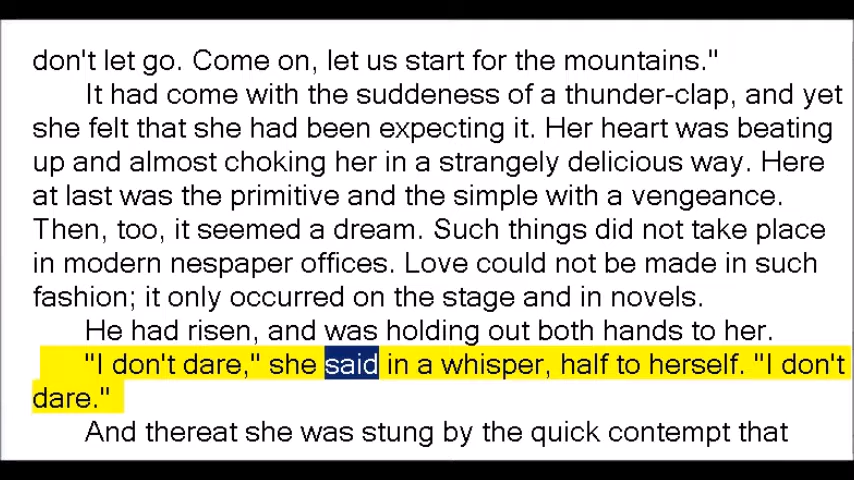 don't let go. Come on, let us start for the mountains."
It had come with the suddeness of a thunder-clap, and yet
she felt that she had been expecting it. Her heart was beating
up and almost choking her in a strangely delicious way. Here
at last was the primitive and the simple with a vengeance.
Then, too, it seemed a dream. Such things did not take place
in modern nespaper offices. Love could not be made in such
fashion; it only occurred on the stage and in novels.
He had risen, and was holding out both hands to her.
"I don't dare," she said in a whisper, half to herself. "I don't
dare."
And thereat she was stung by the quick contempt that